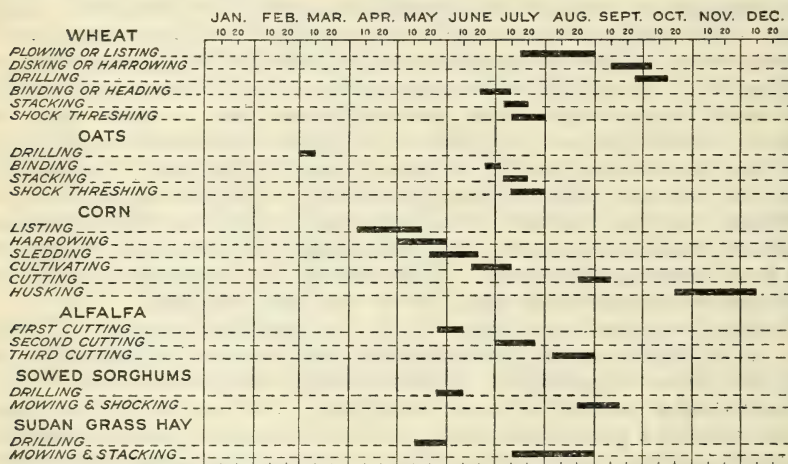 JAN. FEB. MAR. APR. MAY JUNE JULY AUG. SEPT. OCT. NOV. DEC.
10 20 10 20 10 20 10 20 10 20 10 20 10 20 10 20 10 20 10 20 10 20 10 20
WHEAT
PLOWING OR LISTING
DISKING OR HARROWING
DRILLING
BINDING OR HEADING
STACKING
SHOCK THRESHING
OATS
DRILLING
BINDING
STACKING
SHOCK THRESHING
CORN
LISTING
HARROWING
SLEDDING
CULTIVATING
CUTTING
HUSKING
ALFALFA
FIRST CUTTING
SECOND CUTTING
THIRD CUTTING
SOWED SORGHUMS
DRILLING
MOWING & SHOCKING
SUDAN GRASS HAY
DRILLING
MOWING & STACKING